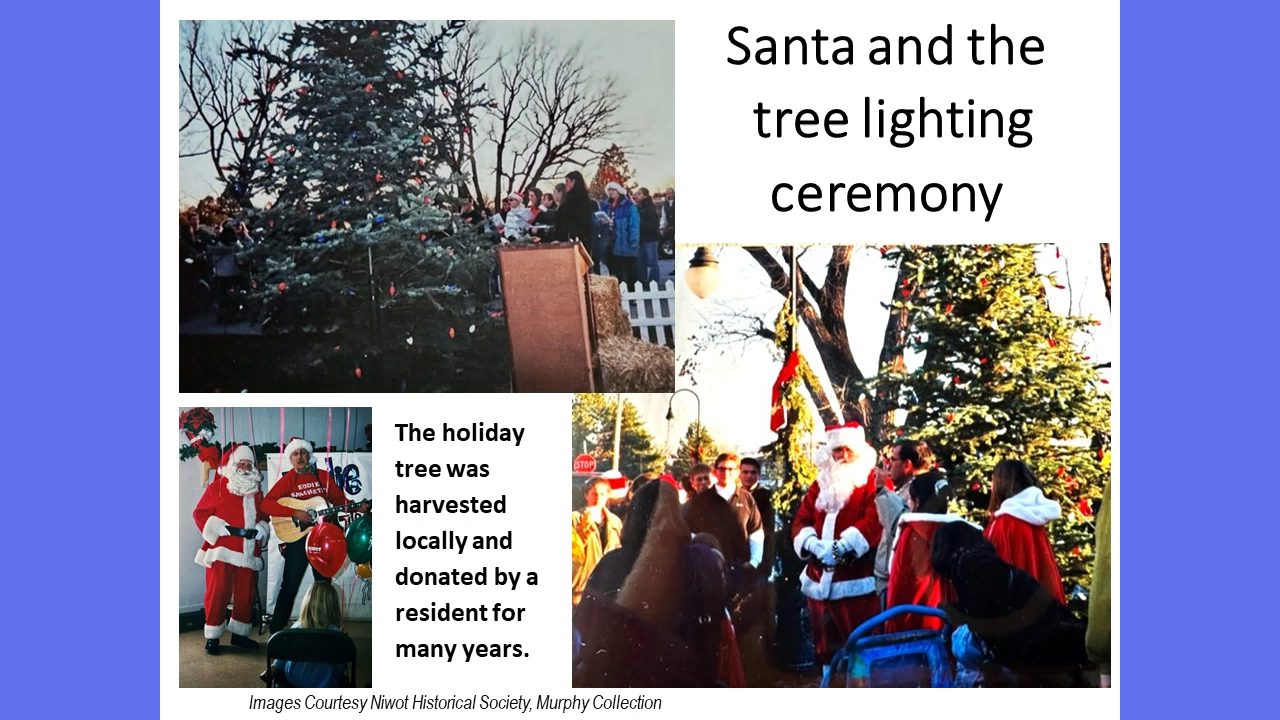 Santa and the
tree lighting
ceremony
STOP
EDDIE
SPAGHETTI
The holiday
tree was
harvested
locally and
donated by a
resident for
many years.
Images Courtesy Niwot Historical Society, Murphy Collection